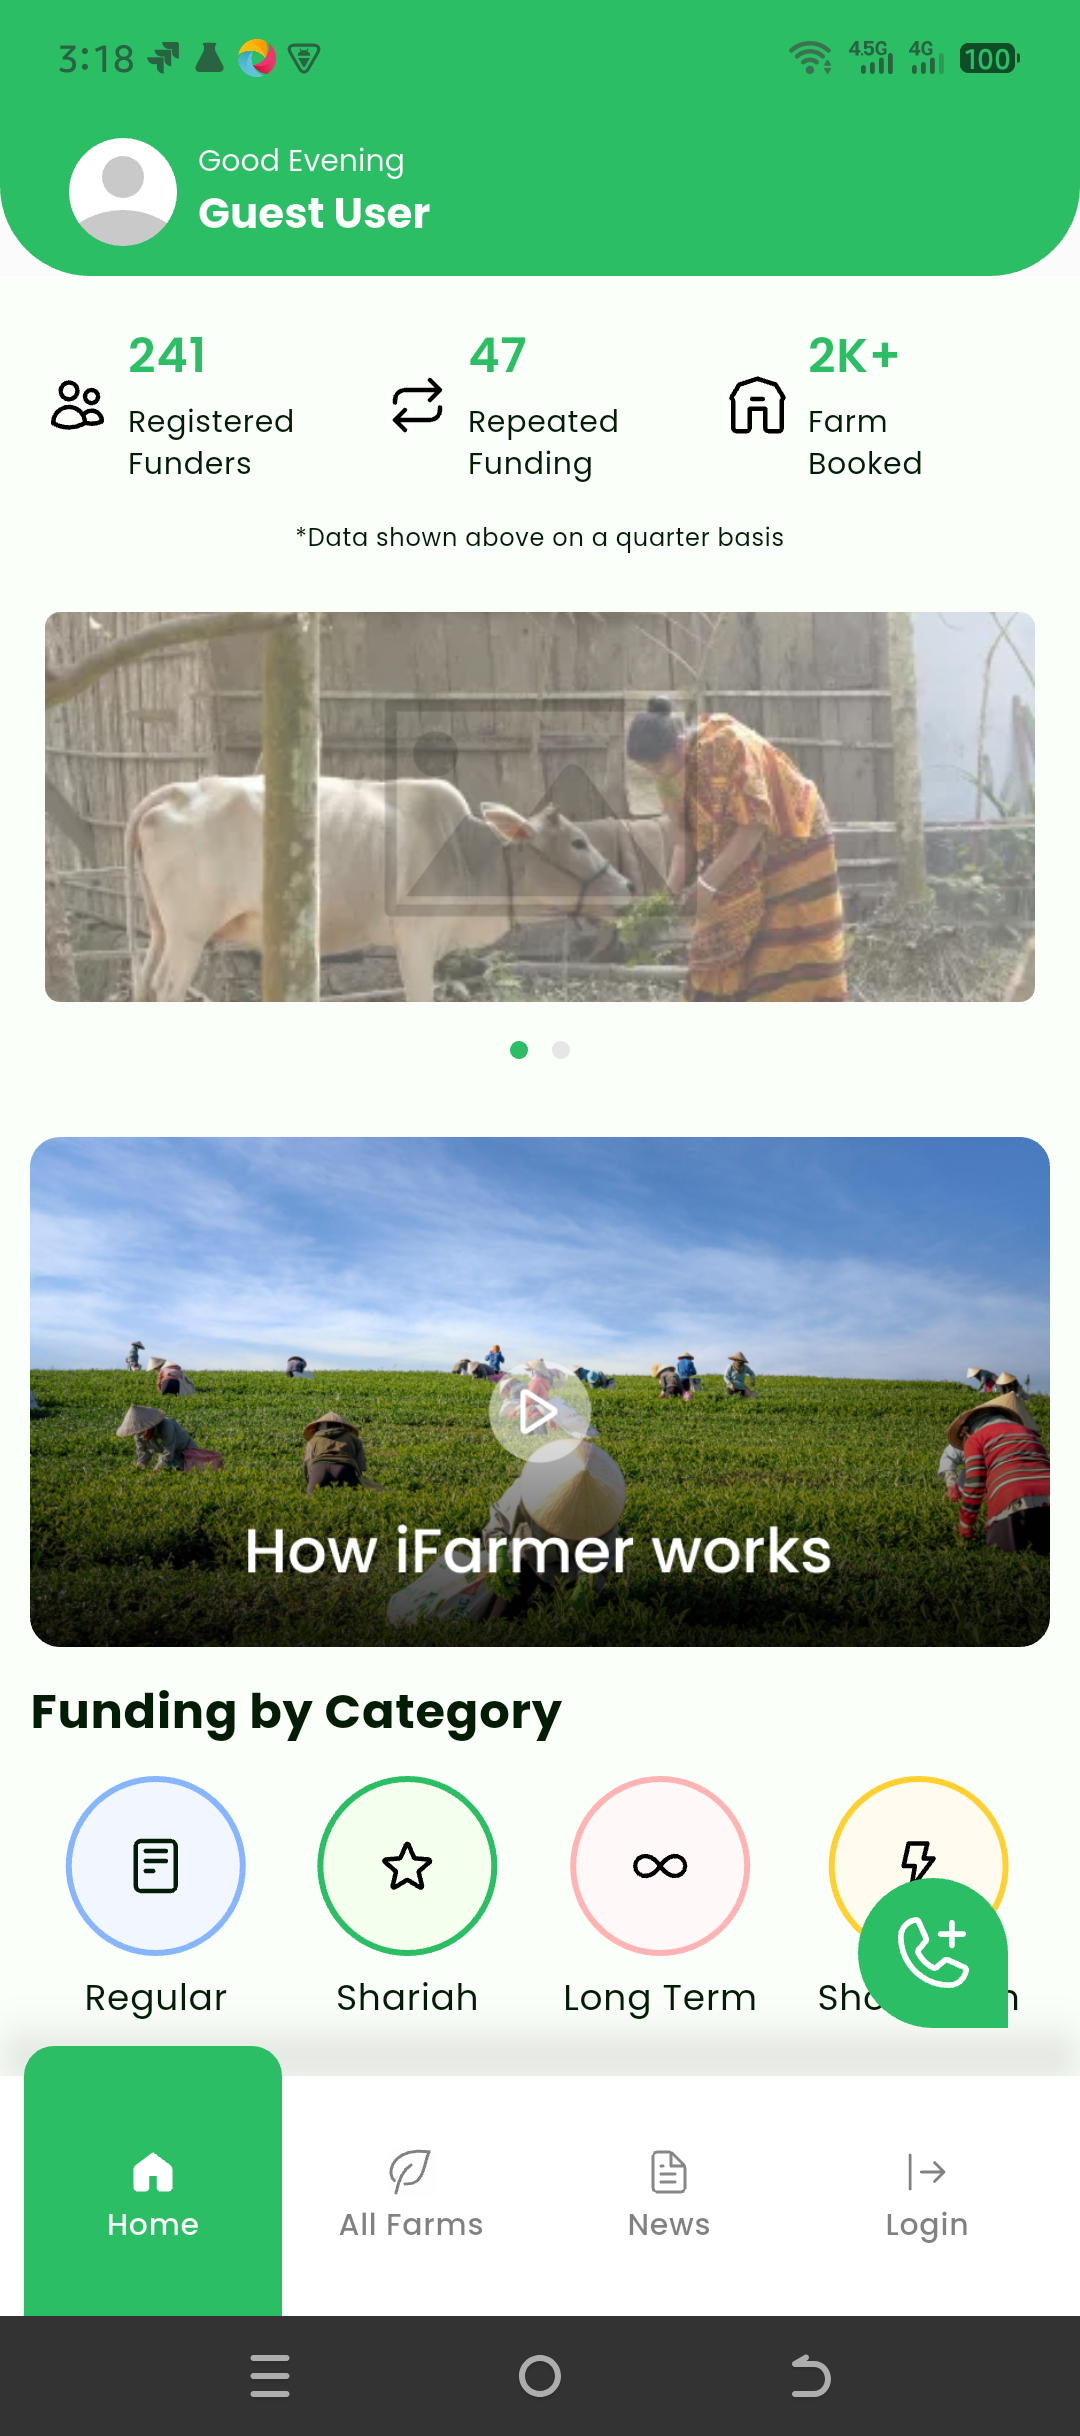 3:18
4.5G 4G 100
Good Evening
Guest User
241
Registered
Funders
47
Repeated
Funding
2K+
Farm
Booked
*Data shown above on a quarter basis
How iFarmer works
Funding by Category
Regular
Shariah
Long Term
Home
All Farms
News
Login